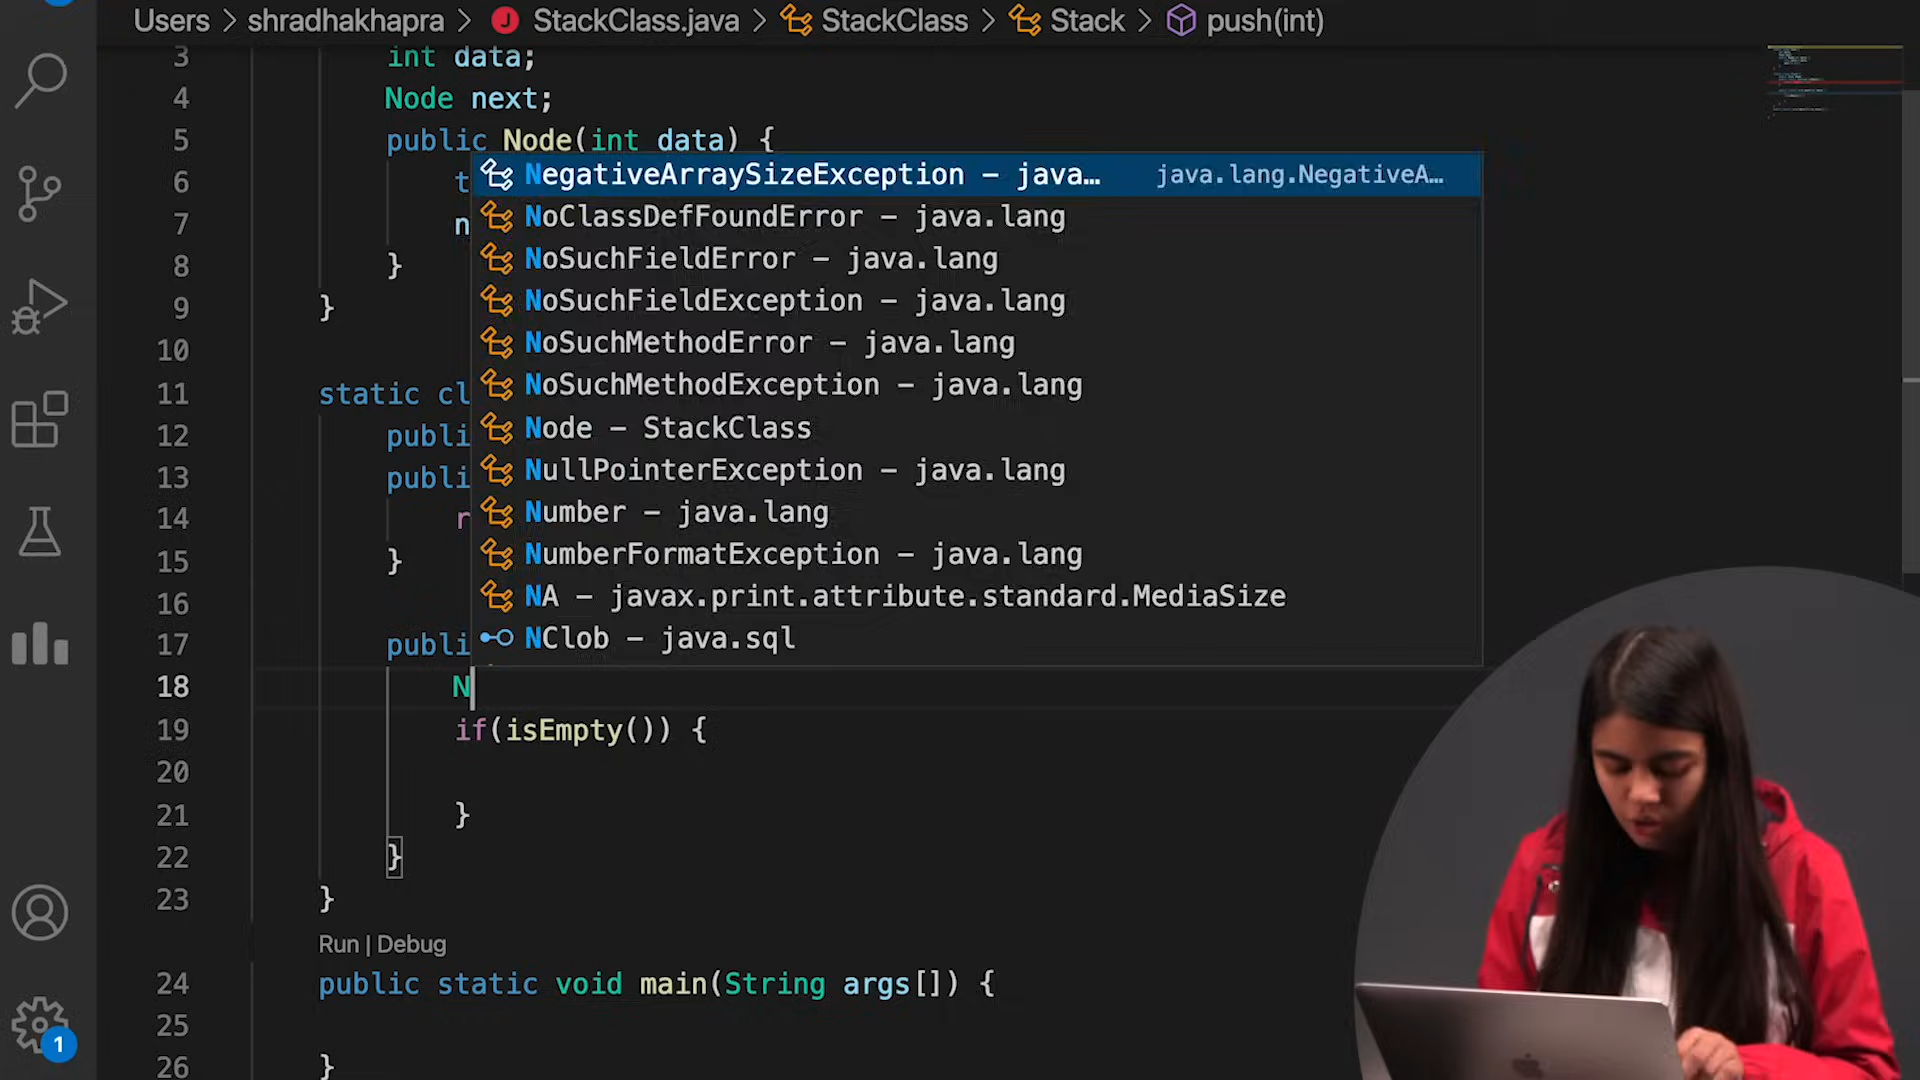 Users > shradhakhapra > J StackClass.java > StackClass > Stack > push(int)
3 int data;
4 Node next;
5 public Node(int data) {
6 t
7 n
8 }
9 }
10
11 static cl
12 publi
13 publi
14 r
15 }
16
17 publi
18 N
19 if(isEmpty()) {
20
21 }
22 }
23 }
Run | Debug
24 public static void main(String args[]) {
25
26 }
NegativeArraySizeException – java… java.lang.NegativeA…
NoClassDefFoundError – java.lang
NoSuchFieldError – java.lang
NoSuchFieldException – java.lang
NoSuchMethodError – java.lang
NoSuchMethodException – java.lang
Node – StackClass
NullPointerException – java.lang
Number – java.lang
NumberFormatException – java.lang
NA – javax.print.attribute.standard.MediaSize
NClob – java.sql
1